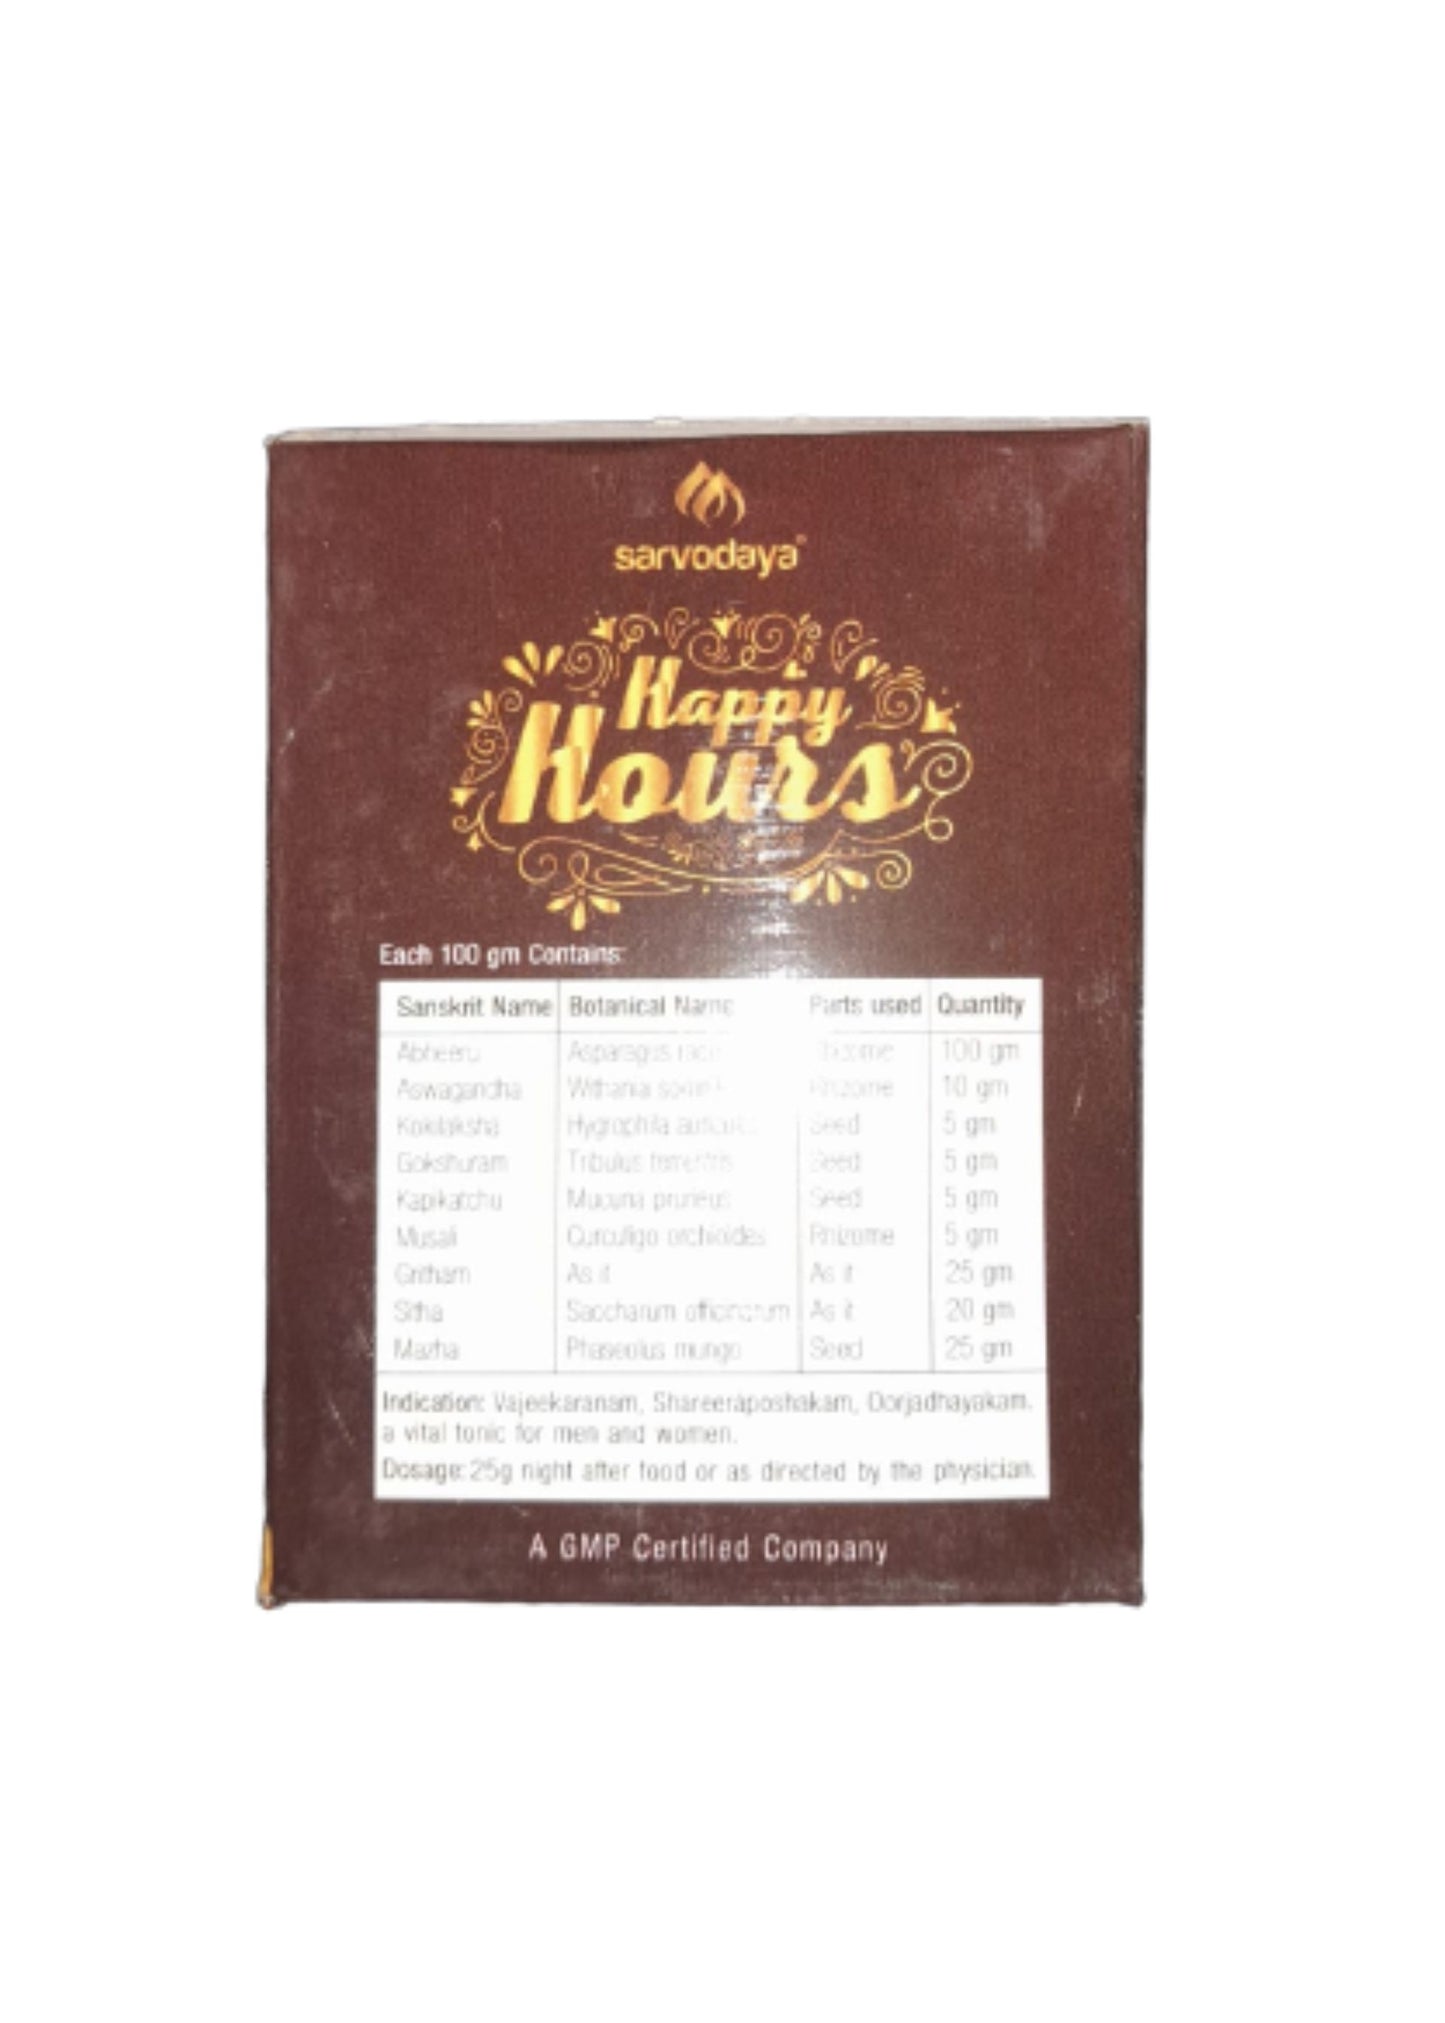 sarvodaya®
Happy
Hours
Each 100 gm Contains:
Sanskrit Name Botanical Name Parts used Quantity
Abheeru Asparagus 100 gm
Aswagandha Withania Rhizome 10 gm
Kokilaksha Hygrophila Seed 5 gm
Gokshuram Tribulus Seed 5 gm
Kapikatchu Mucuna Seed 5 gm
Musali Curculigo orchioides Rhizome 5 gm
Gritham As it As it 25 gm
Sitha Saccharum officinarum As it 20 gm
Mazha Phaseolus mungo Seed 25 gm
Indication: Vajeekaranam, Shareeraposhakam, Oorjadhayakam,
a vital tonic for men and women.
Dosage: 25g night after food or as directed by the physician.
A GMP Certified Company